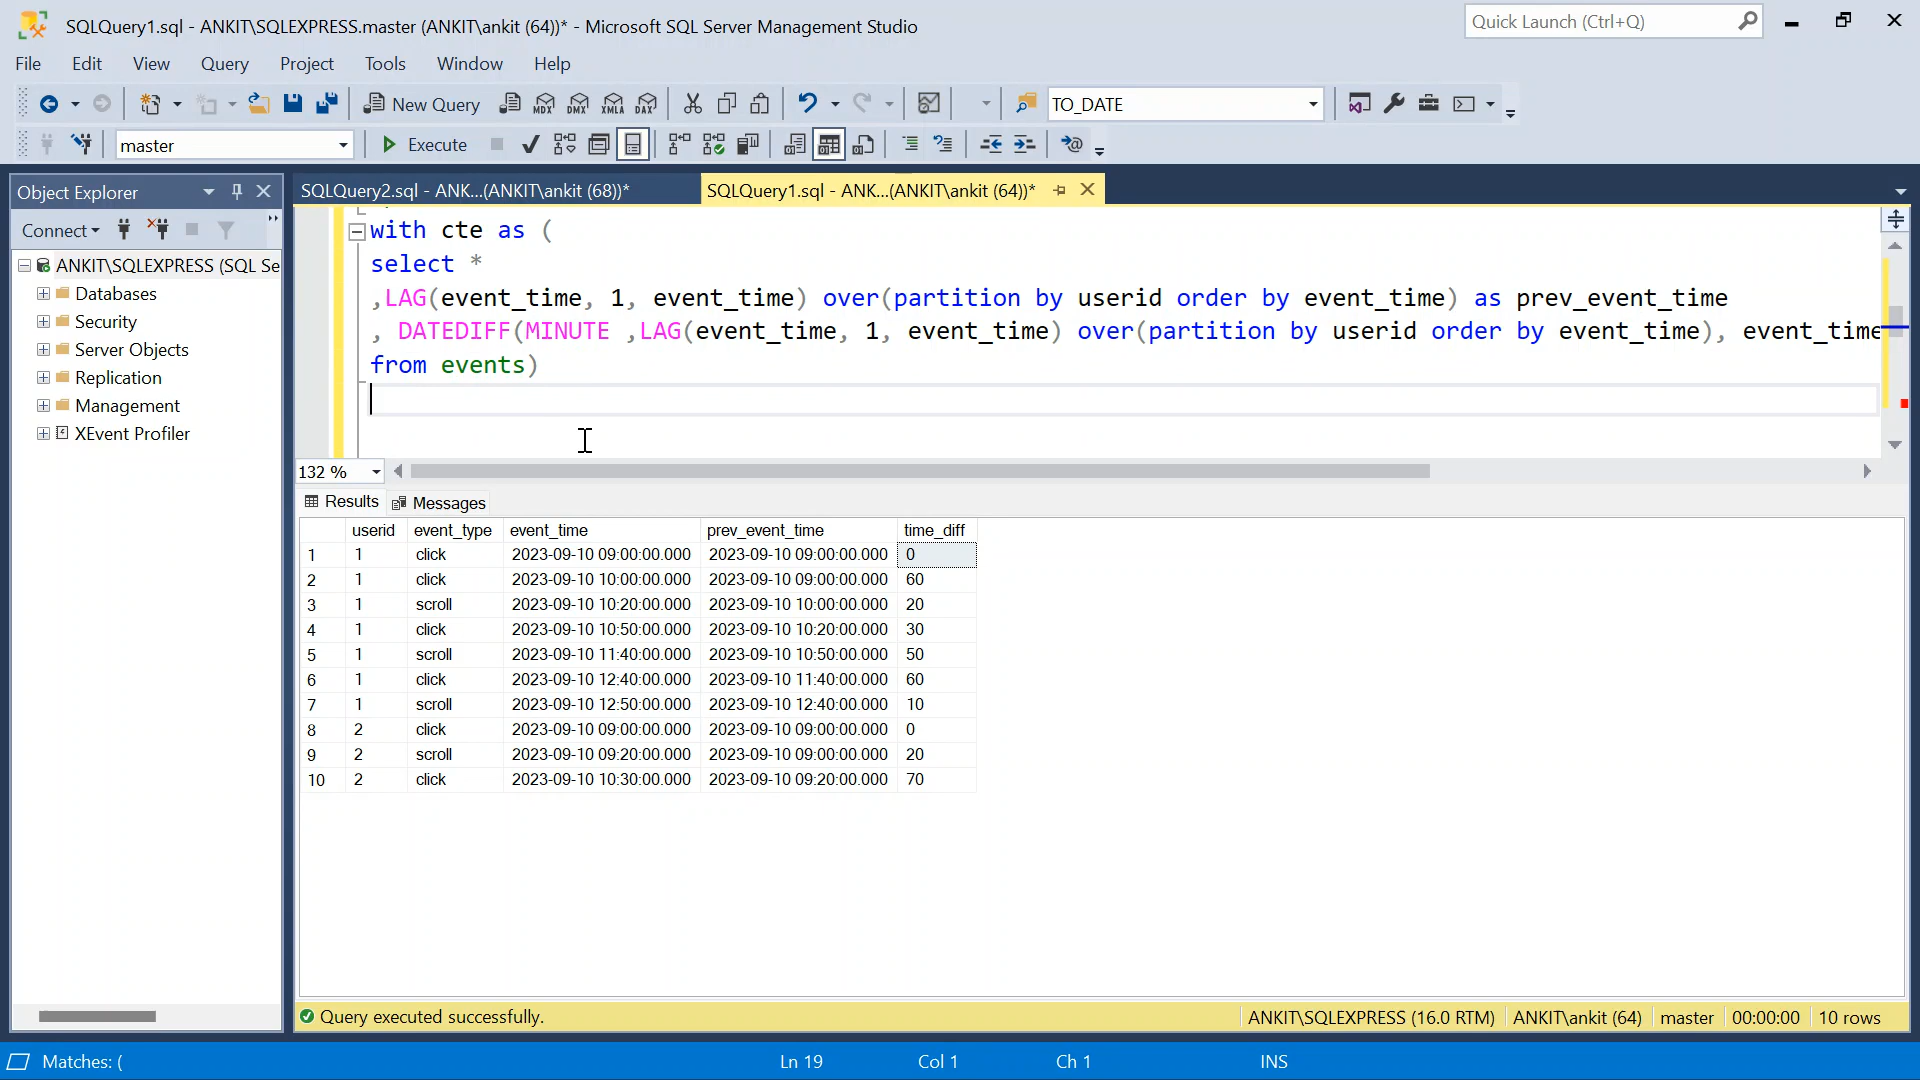 SQLQuery1.sql - ANKIT\SQLEXPRESS.master (ANKIT\ankit (64))* - Microsoft SQL Server Management Studio
Quick Launch (Ctrl+Q)
File Edit View Query Project Tools Window Help
New Query MDX DMX XMLA DAX TO_DATE
master Execute
Object Explorer
SQLQuery2.sql - ANK...(ANKIT\ankit (68))*
SQLQuery1.sql - ANK...(ANKIT\ankit (64))*
Connect
ANKIT\SQLEXPRESS (SQL Se
Databases
Security
Server Objects
Replication
Management
XEvent Profiler
with cte as (
select *
,LAG(event_time, 1, event_time) over(partition by userid order by event_time) as prev_event_time
, DATEDIFF(MINUTE ,LAG(event_time, 1, event_time) over(partition by userid order by event_time), event_time
from events)
132 %
Results Messages
userid event_type event_time prev_event_time time_diff
1 1 click 2023-09-10 09:00:00.000 2023-09-10 09:00:00.000 0
2 1 click 2023-09-10 10:00:00.000 2023-09-10 09:00:00.000 60
3 1 scroll 2023-09-10 10:20:00.000 2023-09-10 10:00:00.000 20
4 1 click 2023-09-10 10:50:00.000 2023-09-10 10:20:00.000 30
5 1 scroll 2023-09-10 11:40:00.000 2023-09-10 10:50:00.000 50
6 1 click 2023-09-10 12:40:00.000 2023-09-10 11:40:00.000 60
7 1 scroll 2023-09-10 12:50:00.000 2023-09-10 12:40:00.000 10
8 2 click 2023-09-10 09:00:00.000 2023-09-10 09:00:00.000 0
9 2 scroll 2023-09-10 09:20:00.000 2023-09-10 09:00:00.000 20
10 2 click 2023-09-10 10:30:00.000 2023-09-10 09:20:00.000 70
Query executed successfully.
ANKIT\SQLEXPRESS (16.0 RTM) ANKIT\ankit (64) master 00:00:00 10 rows
Matches: ( Ln 19 Col 1 Ch 1 INS